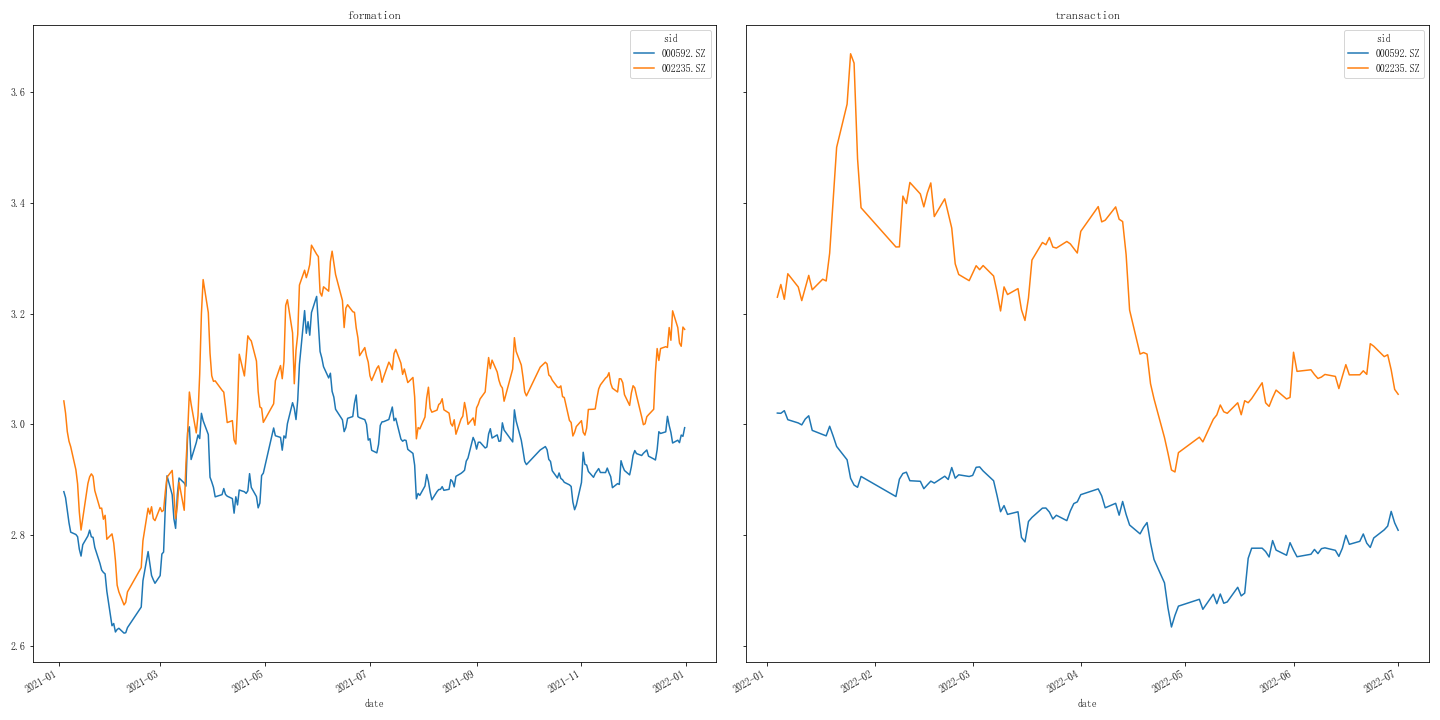 formation
sid
000592.SZ
002235.SZ
3.6
3.4
3.2
3.0
2.8
2.6
2021-01
2021-03
2021-05
2021-07
2021-09
2021-11
2022-01
date
transaction
sid
000592.SZ
002235.SZ
2022-01
2022-02
2022-03
2022-04
2022-05
2022-06
2022-07
date